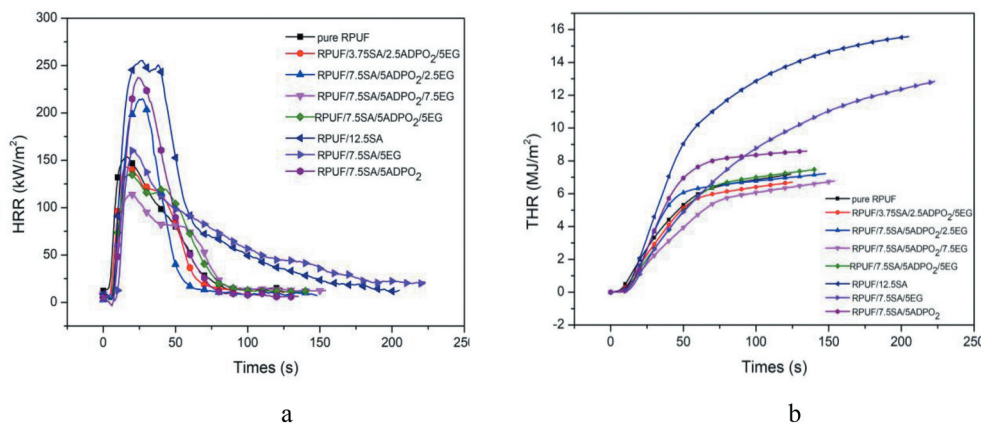 300
250
200
150
100
50
0
HRR (kW/m²)
0 50 100 150 200 250
Times (s)
pure RPUF
RPUF/3.75SA/2.5ADPO₂/5EG
RPUF/7.5SA/5ADPO₂/2.5EG
RPUF/7.5SA/5ADPO₂/7.5EG
RPUF/7.5SA/5ADPO₂/5EG
RPUF/12.5SA
RPUF/7.5SA/5EG
RPUF/7.5SA/5ADPO₂
a
16
14
12
10
8
6
4
2
0
-2
THR (MJ/m²)
0 50 100 150 200 250
Times (s)
pure RPUF
RPUF/3.75SA/2.5ADPO₂/5EG
RPUF/7.5SA/5ADPO₂/2.5EG
RPUF/7.5SA/5ADPO₂/7.5EG
RPUF/7.5SA/5ADPO₂/5EG
RPUF/12.5SA
RPUF/7.5SA/5EG
RPUF/7.5SA/5ADPO₂
b